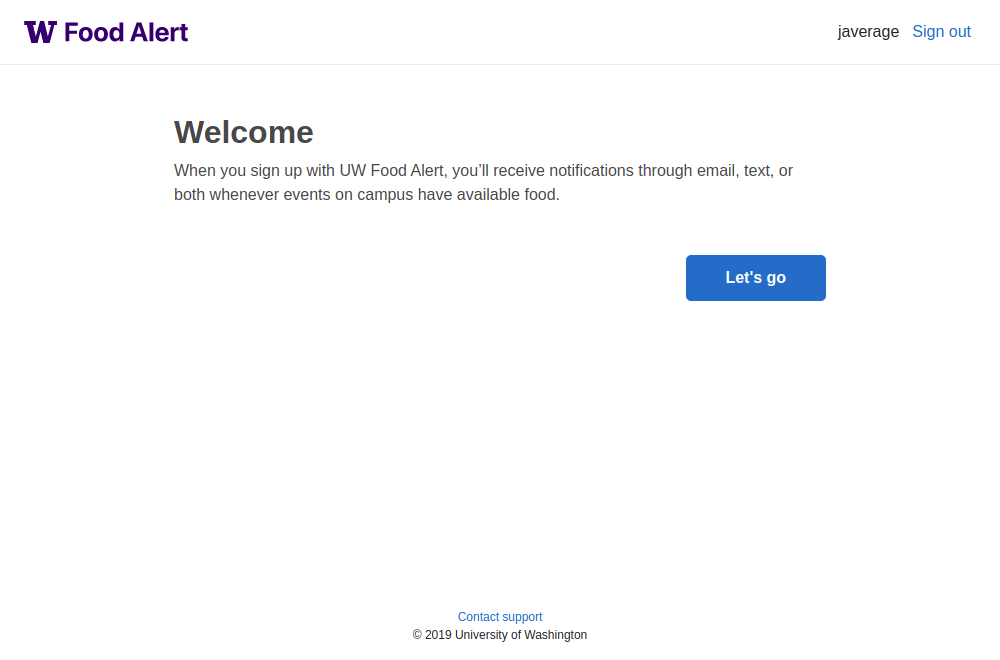 W Food Alert
javerage Sign out
Welcome
When you sign up with UW Food Alert, you’ll receive notifications through email, text, or
both whenever events on campus have available food.
Let's go
Contact support
© 2019 University of Washington